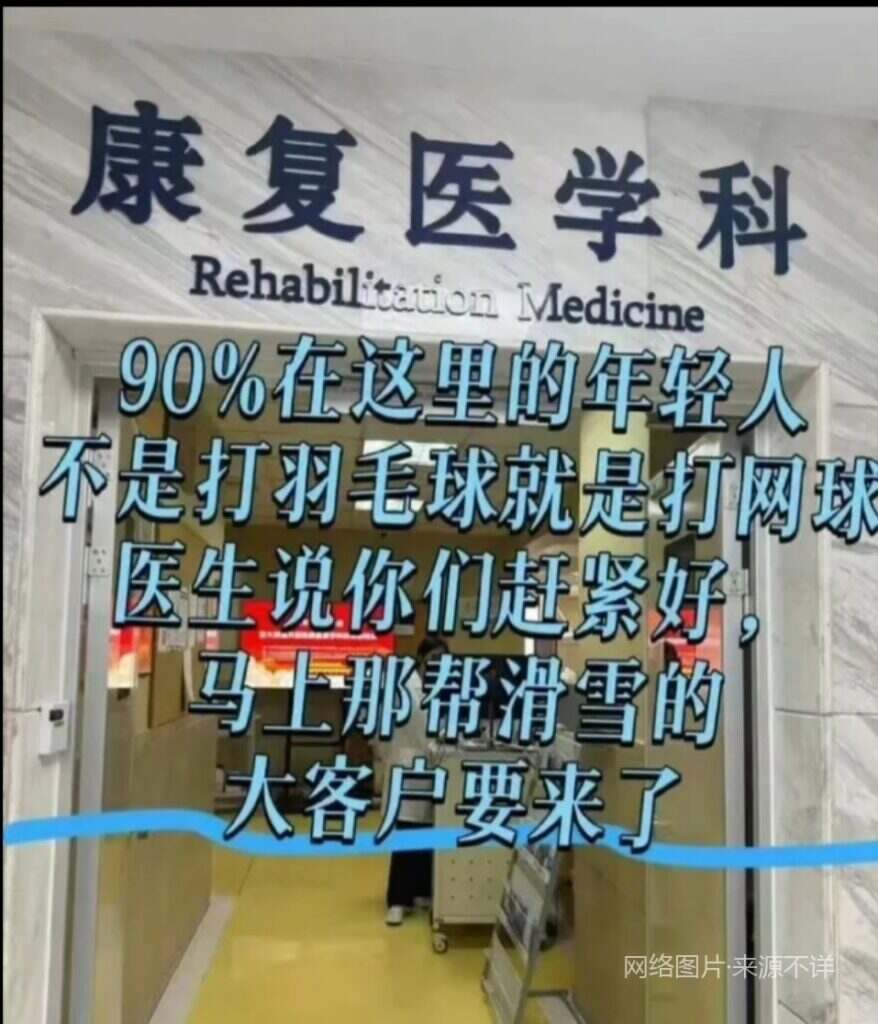 康复医学科
Rehabilitation Medicine
90%在这里的年轻人
不是打羽毛球就是打网球
医生说你们赶紧好，
马上那帮滑雪的
大客户要来了
网络图片·来源不详